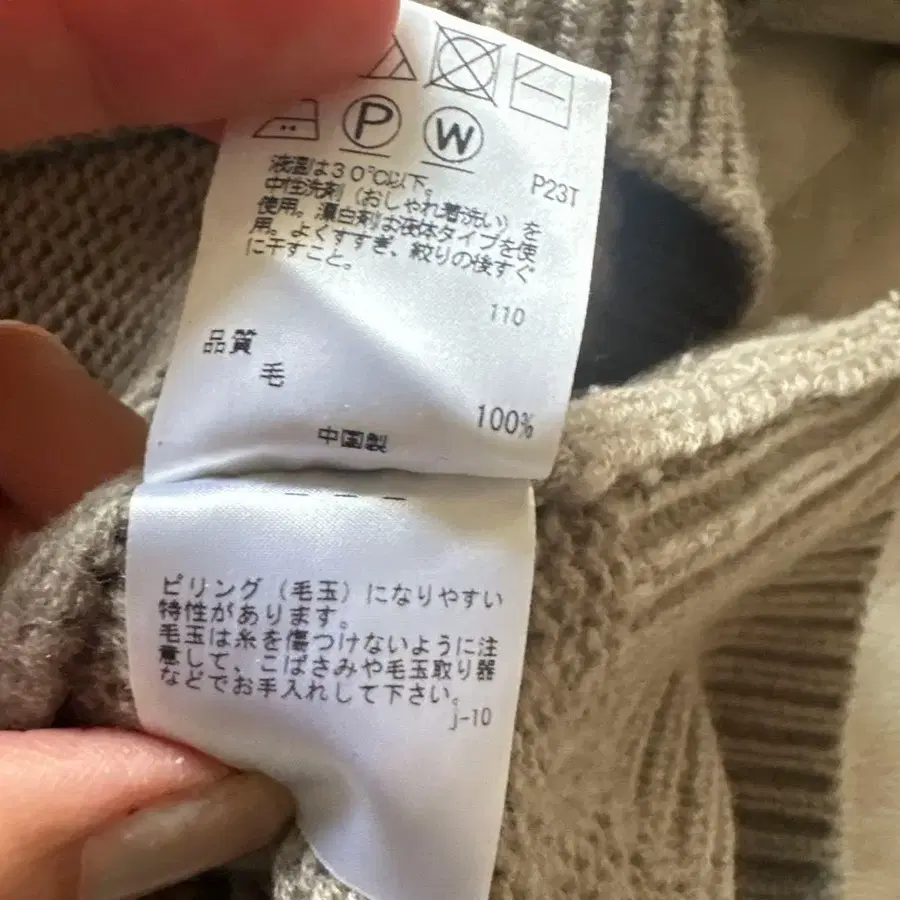 P W
液温は30℃以下。
中性洗剤（おしゃれ着洗い）を
使用。漂白剤は液体タイプを使
用。よくすすぎ、絞りの後すぐ
に干すこと。
P23T
110
品質
毛
100%
中国製
ピリング（毛玉）になりやすい
特性があります。
毛玉は糸を傷つけないように注
意して、こばさみや毛玉取り器
などでお手入れして下さい。
j-10